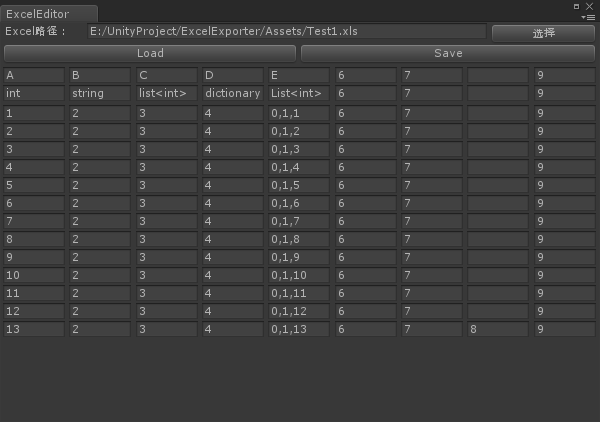 ExcelEditor
Excel路径： E:/UnityProject/ExcelExporter/Assets/Test1.xls 选择
Load Save
A B C D E 6 7 9
int string list<int> dictionary List<int> 6 7 9
1 2 3 4 0,1,1 6 7 9
2 2 3 4 0,1,2 6 7 9
3 2 3 4 0,1,3 6 7 9
4 2 3 4 0,1,4 6 7 9
5 2 3 4 0,1,5 6 7 9
6 2 3 4 0,1,6 6 7 9
7 2 3 4 0,1,7 6 7 9
8 2 3 4 0,1,8 6 7 9
9 2 3 4 0,1,9 6 7 9
10 2 3 4 0,1,10 6 7 9
11 2 3 4 0,1,11 6 7 9
12 2 3 4 0,1,12 6 7 9
13 2 3 4 0,1,13 6 7 8 9